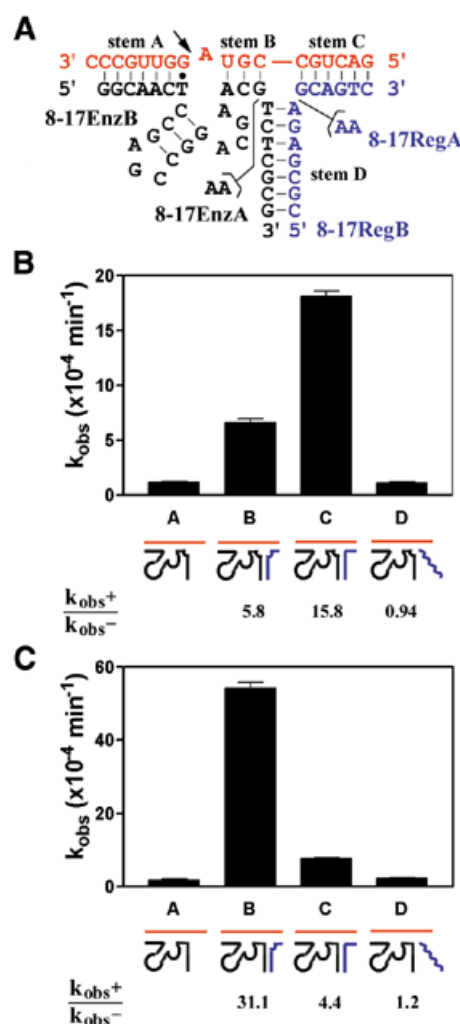 A
stem A
stem B
stem C
3' CCCGUUGG A UGC CGUCAG 5'
5' GGCAACT ACG GCAGTC 3'
8-17EnzB
C
C
G
G
C
C
G
A
G
A
G
C
T A
C G
T A
C G
G C
C G
G C
AA
AA
8-17RegA
stem D
8-17EnzA
3' 5' 8-17RegB
B
kobs (x10-4 min-1)
20
15
10
5
0
A B C D
kobs+
5.8 15.8 0.94
kobs-
C
kobs (x10-4 min-1)
60
40
20
0
A B C D
kobs+
31.1 4.4 1.2
kobs-